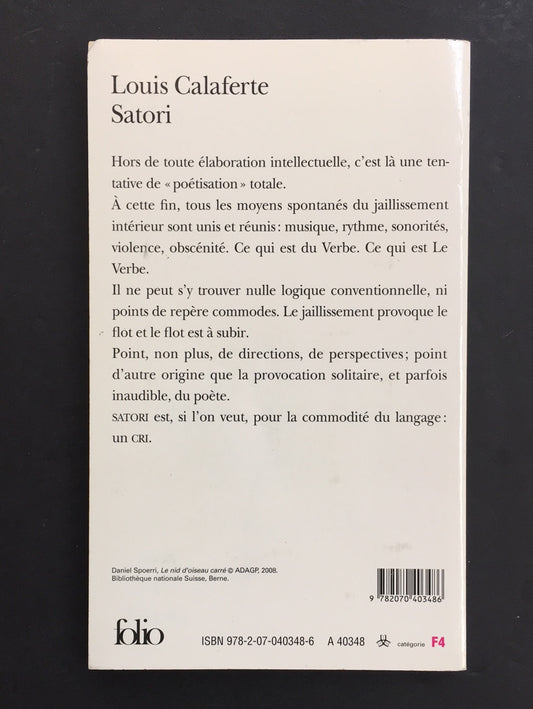 Louis Calaferte
Satori
Hors de toute élaboration intellectuelle, c'est là une ten-
tative de « poétisation » totale.
À cette fin, tous les moyens spontanés du jaillissement
intérieur sont unis et réunis : musique, rythme, sonorités,
violence, obscénité. Ce qui est du Verbe. Ce qui est Le
Verbe.
Il ne peut s'y trouver nulle logique conventionnelle, ni
points de repère commodes. Le jaillissement provoque le
flot et le flot est à subir.
Point, non plus, de directions, de perspectives ; point
d'autre origine que la provocation solitaire, et parfois
inaudible, du poète.
SATORI est, si l'on veut, pour la commodité du langage :
un CRI.
Daniel Spoerri, Le nid d'oiseau carré © ADAGP, 2008.
Bibliothèque nationale Suisse, Berne.
9 782070 403486
folio
ISBN 978-2-07-040348-6 A 40348 catégorie F4